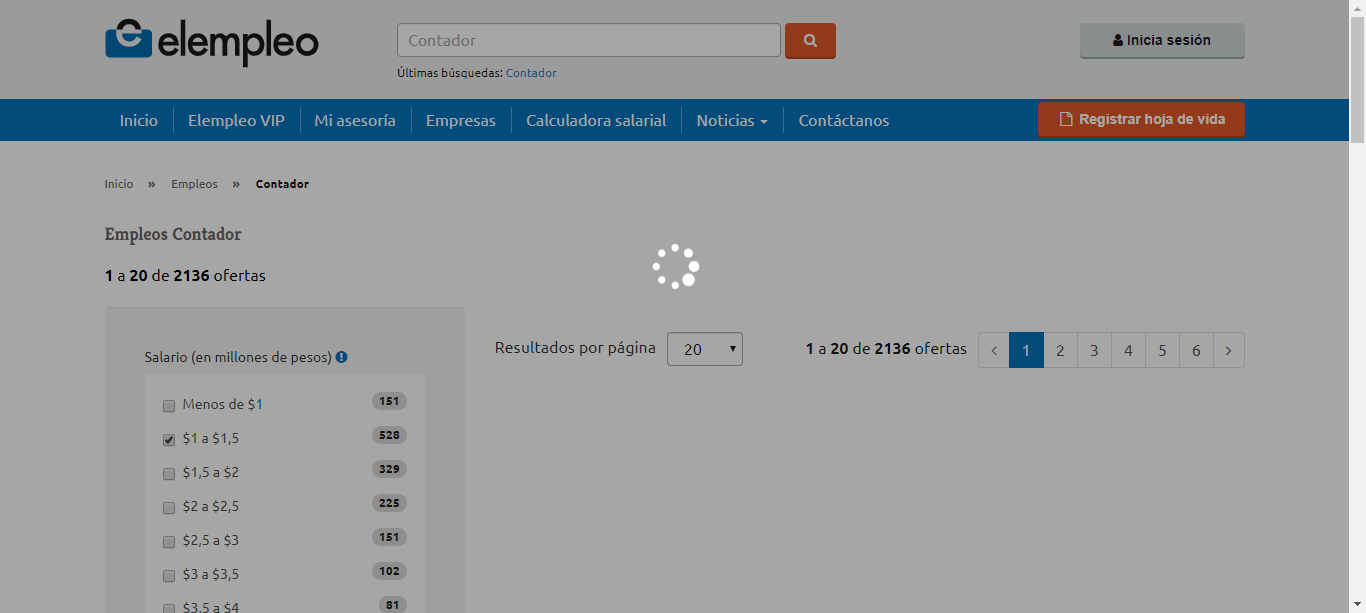 elempleo
Contador
Últimas búsquedas: Contador
Inicia sesión
Inicio Elempleo VIP Mi asesoría Empresas Calculadora salarial Noticias Contáctanos
Registrar hoja de vida
Inicio » Empleos » Contador
Empleos Contador
1 a 20 de 2136 ofertas
Salario (en millones de pesos)
Menos de $1 151
$1 a $1,5 528
$1,5 a $2 329
$2 a $2,5 225
$2,5 a $3 151
$3 a $3,5 102
$3,5 a $4 81
Resultados por página 20
1 a 20 de 2136 ofertas
‹ 1 2 3 4 5 6 ›